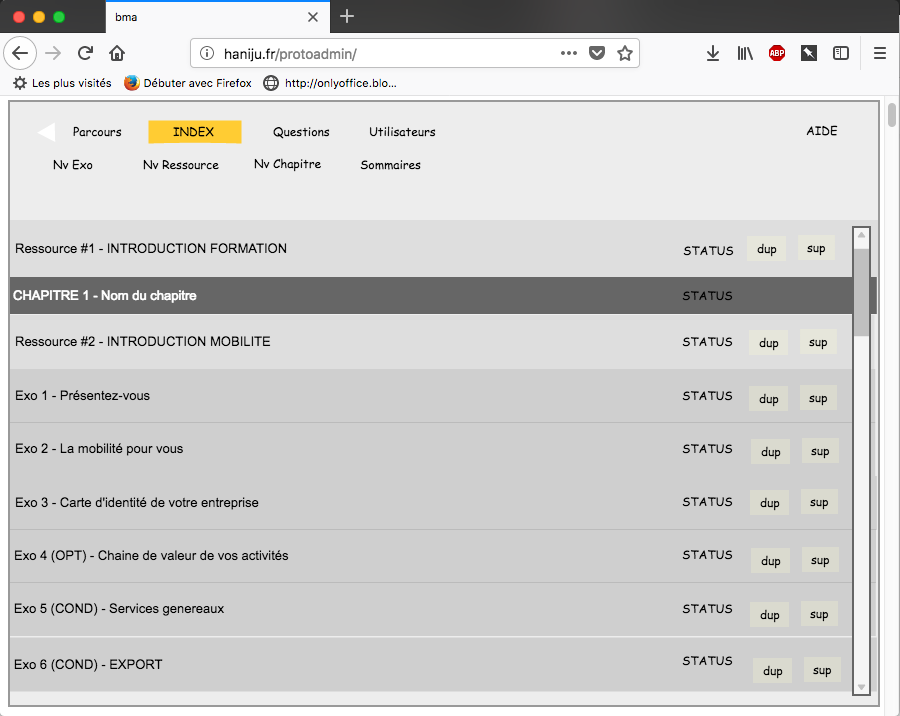 bma
haniju.fr/protoadmin/
ABP
Les plus visités Débuter avec Firefox http://onlyoffice.blo...
Parcours INDEX Questions Utilisateurs AIDE
Nv Exo Nv Ressource Nv Chapitre Sommaires
Ressource #1 - INTRODUCTION FORMATION STATUS dup sup
CHAPITRE 1 - Nom du chapitre STATUS
Ressource #2 - INTRODUCTION MOBILITE STATUS dup sup
Exo 1 - Présentez-vous STATUS dup sup
Exo 2 - La mobilité pour vous STATUS dup sup
Exo 3 - Carte d'identité de votre entreprise STATUS dup sup
Exo 4 (OPT) - Chaine de valeur de vos activités STATUS dup sup
Exo 5 (COND) - Services genereaux STATUS dup sup
Exo 6 (COND) - EXPORT STATUS dup sup